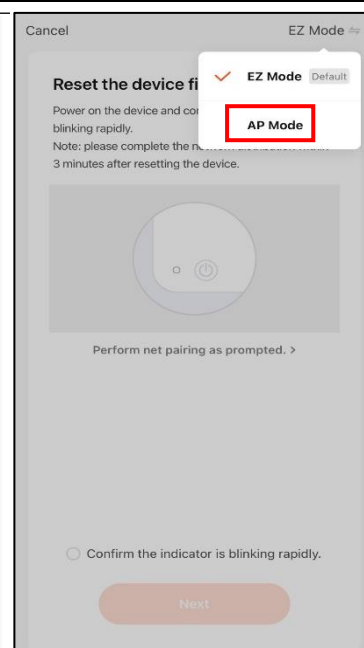 Cancel
EZ Mode
EZ Mode Default
AP Mode
Reset the device fi
Power on the device and con
blinking rapidly.
Note: please complete the n
3 minutes after resetting the device.
Perform net pairing as prompted. >
Confirm the indicator is blinking rapidly.
Next